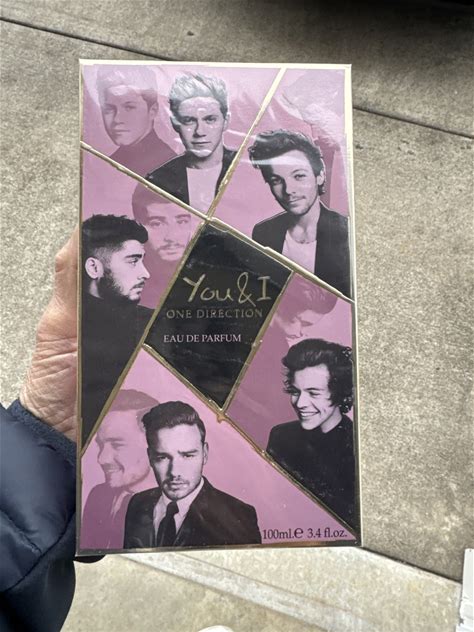 You & I
ONE DIRECTION
EAU DE PARFUM
100ml.e 3.4 fl.oz.